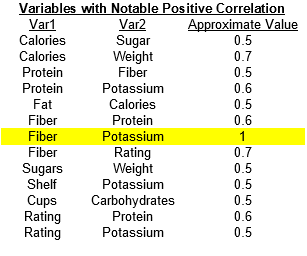 Variables with Notable Positive Correlation
Var1 Var2 Approximate Value
Calories Sugar 0.5
Calories Weight 0.7
Protein Fiber 0.5
Protein Potassium 0.6
Fat Calories 0.5
Fiber Protein 0.6
Fiber Potassium 1
Fiber Rating 0.7
Sugars Weight 0.5
Shelf Potassium 0.5
Cups Carbohydrates 0.5
Rating Protein 0.6
Rating Potassium 0.5